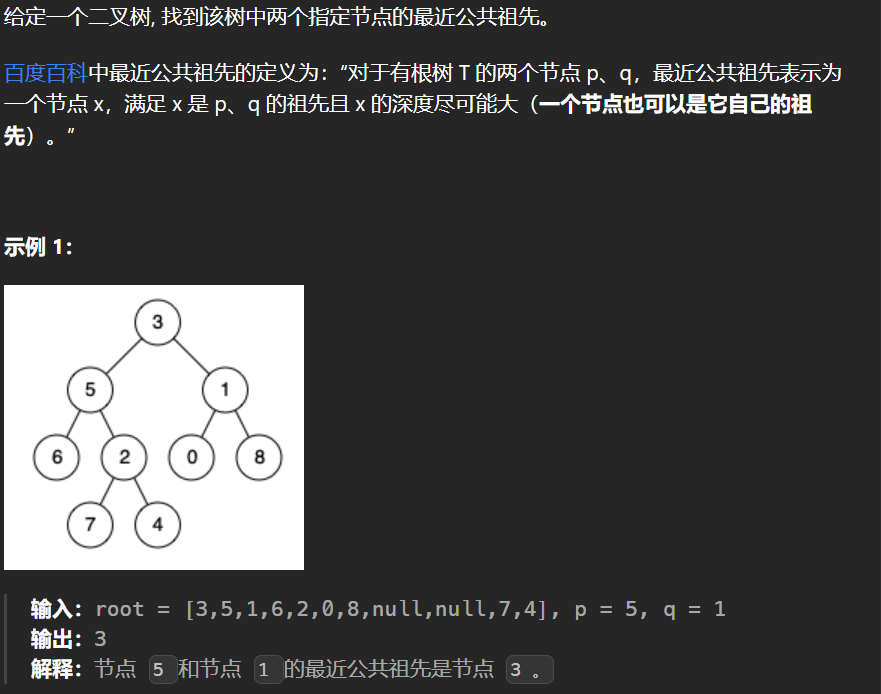 给定一个二叉树, 找到该树中两个指定节点的最近公共祖先。
百度百科中最近公共祖先的定义为：“对于有根树 T 的两个节点 p、q，最近公共祖先表示为
一个节点 x，满足 x 是 p、q 的祖先且 x 的深度尽可能大（一个节点也可以是它自己的祖
先）。”
示例 1：
3
5 1
6 2 0 8
7 4
输入：root = [3,5,1,6,2,0,8,null,null,7,4], p = 5, q = 1
输出：3
解释：节点 5 和节点 1 的最近公共祖先是节点 3 。